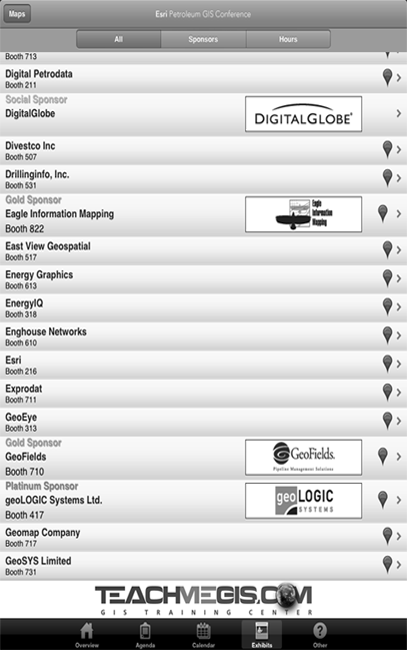 Maps
Esri Petroleum GIS Conference
All Sponsors Hours
Booth 713
Digital Petrodata
Booth 211
Social Sponsor
DigitalGlobe
DIGITALGLOBE®
Divestco Inc
Booth 507
Drillinginfo, Inc.
Booth 531
Gold Sponsor
Eagle Information Mapping
Booth 822
Eagle
Information
Mapping
East View Geospatial
Booth 517
Energy Graphics
Booth 613
EnergyIQ
Booth 318
Enghouse Networks
Booth 610
Esri
Booth 216
Exprodat
Booth 711
GeoEye
Booth 313
Gold Sponsor
GeoFields
Booth 710
GeoFields.
Pipeline Management Solutions
Platinum Sponsor
geoLOGIC Systems Ltd.
Booth 417
geoLOGIC
SYSTEMS
Geomap Company
Booth 717
GeoSYS Limited
Booth 731
TEACHMEGIS.COM
GIS TRAINING CENTER
Overview Agenda Calendar Exhibits Other